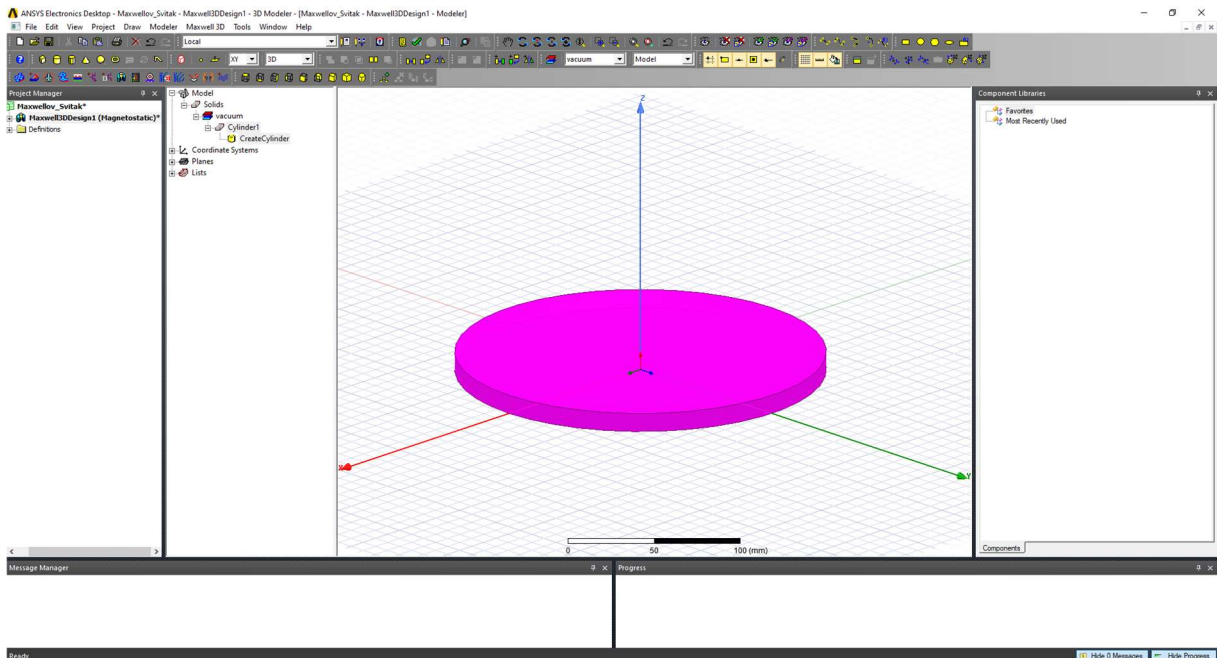 ANSYS Electronics Desktop - Maxwellov_Svitak - Maxwell3DDesign1 - 3D Modeler - [Maxwellov_Svitak - Maxwell3DDesign1 - Modeler]
File Edit View Project Draw Modeler Maxwell 3D Tools Window Help
Local
XY 3D vacuum Model
Project Manager
Maxwellov_Svitak*
Maxwell3DDesign1 (Magnetostatic)*
Definitions
Model
Solids
vacuum
Cylinder1
CreateCylinder
Coordinate Systems
Planes
Lists
Z
X
Y
0 50 100 (mm)
Component Libraries
Favorites
Most Recently Used
Components
Message Manager
Progress
Ready
Hide 0 Messages Hide Progress